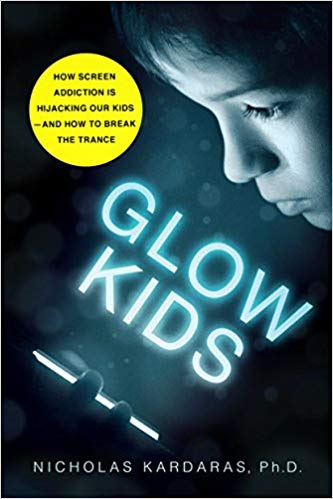 HOW SCREEN
ADDICTION IS
HIJACKING OUR KIDS
—AND HOW TO BREAK
THE TRANCE
GLOW
KIDS
NICHOLAS KARDARAS, Ph.D.